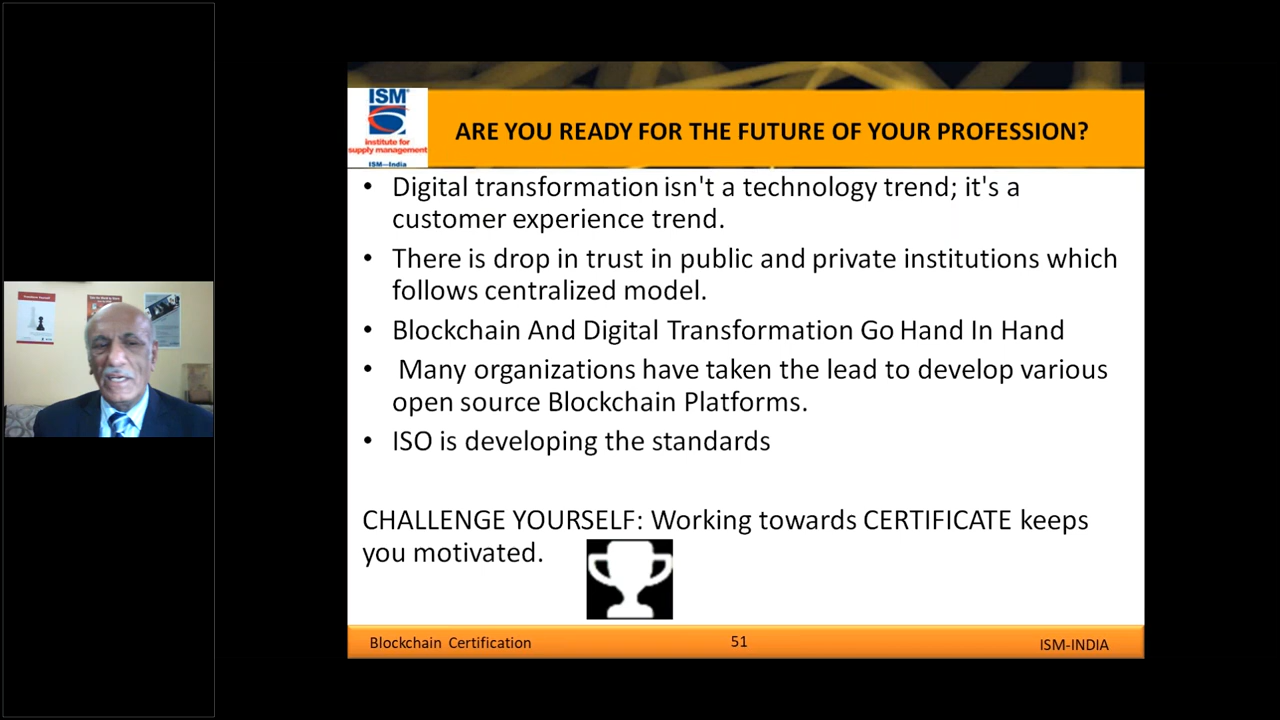 ISM®
institute for
supply management
ISM—India
ARE YOU READY FOR THE FUTURE OF YOUR PROFESSION?
• Digital transformation isn't a technology trend; it's a
customer experience trend.
• There is drop in trust in public and private institutions which
follows centralized model.
• Blockchain And Digital Transformation Go Hand In Hand
• Many organizations have taken the lead to develop various
open source Blockchain Platforms.
• ISO is developing the standards
CHALLENGE YOURSELF: Working towards CERTIFICATE keeps
you motivated.
Blockchain Certification
51
ISM-INDIA